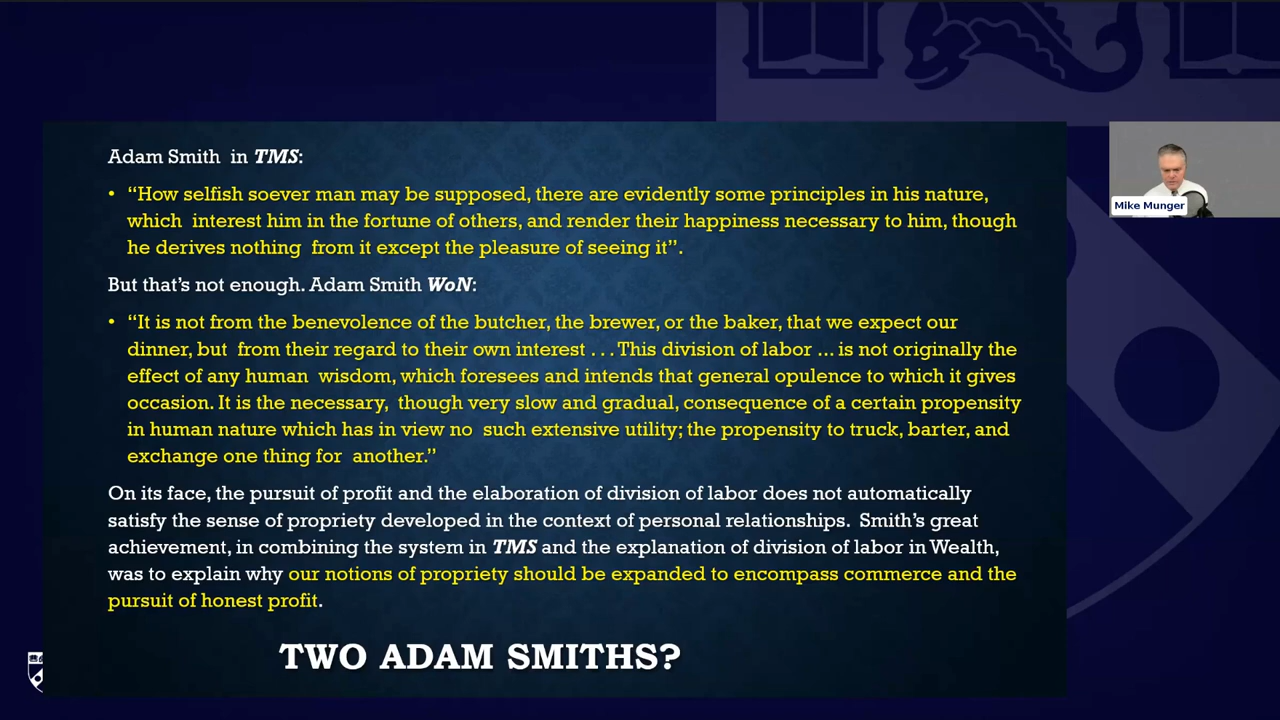 Adam Smith in TMS:
• “How selfish soever man may be supposed, there are evidently some principles in his nature,
which interest him in the fortune of others, and render their happiness necessary to him, though
he derives nothing from it except the pleasure of seeing it”.
But that’s not enough. Adam Smith WoN:
• “It is not from the benevolence of the butcher, the brewer, or the baker, that we expect our
dinner, but from their regard to their own interest . . . This division of labor ... is not originally the
effect of any human wisdom, which foresees and intends that general opulence to which it gives
occasion. It is the necessary, though very slow and gradual, consequence of a certain propensity
in human nature which has in view no such extensive utility; the propensity to truck, barter, and
exchange one thing for another.”
On its face, the pursuit of profit and the elaboration of division of labor does not automatically
satisfy the sense of propriety developed in the context of personal relationships. Smith’s great
achievement, in combining the system in TMS and the explanation of division of labor in Wealth,
was to explain why our notions of propriety should be expanded to encompass commerce and the
pursuit of honest profit.
TWO ADAM SMITHS?
Mike Munger